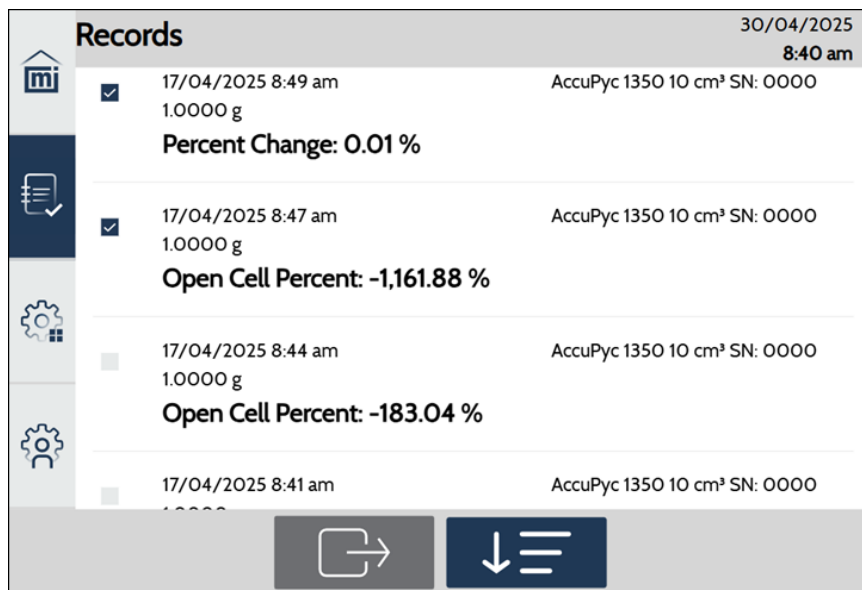 Records
30/04/2025
8:40 am
mi
17/04/2025 8:49 am AccuPyc 1350 10 cm³ SN: 0000
1.0000 g
Percent Change: 0.01 %
17/04/2025 8:47 am AccuPyc 1350 10 cm³ SN: 0000
1.0000 g
Open Cell Percent: -1,161.88 %
17/04/2025 8:44 am AccuPyc 1350 10 cm³ SN: 0000
1.0000 g
Open Cell Percent: -183.04 %
17/04/2025 8:41 am AccuPyc 1350 10 cm³ SN: 0000